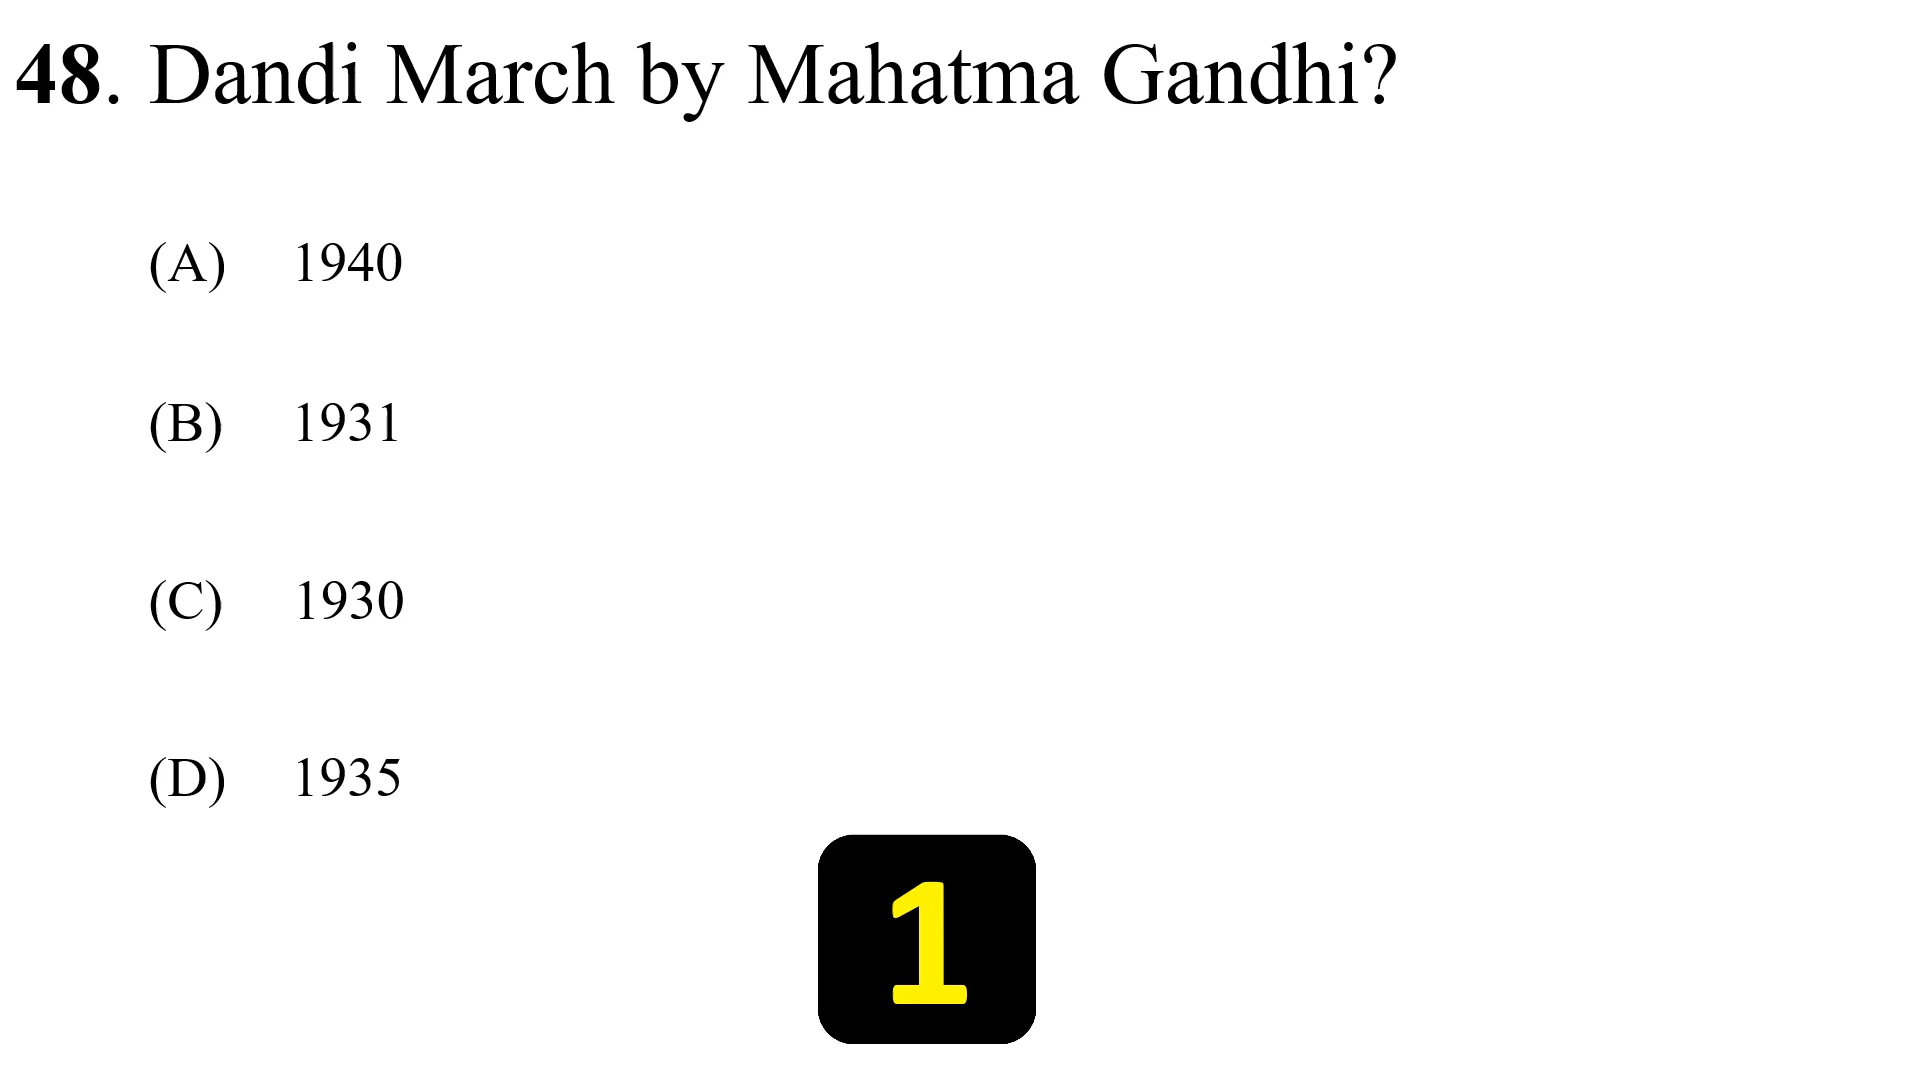 48. Dandi March by Mahatma Gandhi?
(A) 1940
(B) 1931
(C) 1930
(D) 1935
1